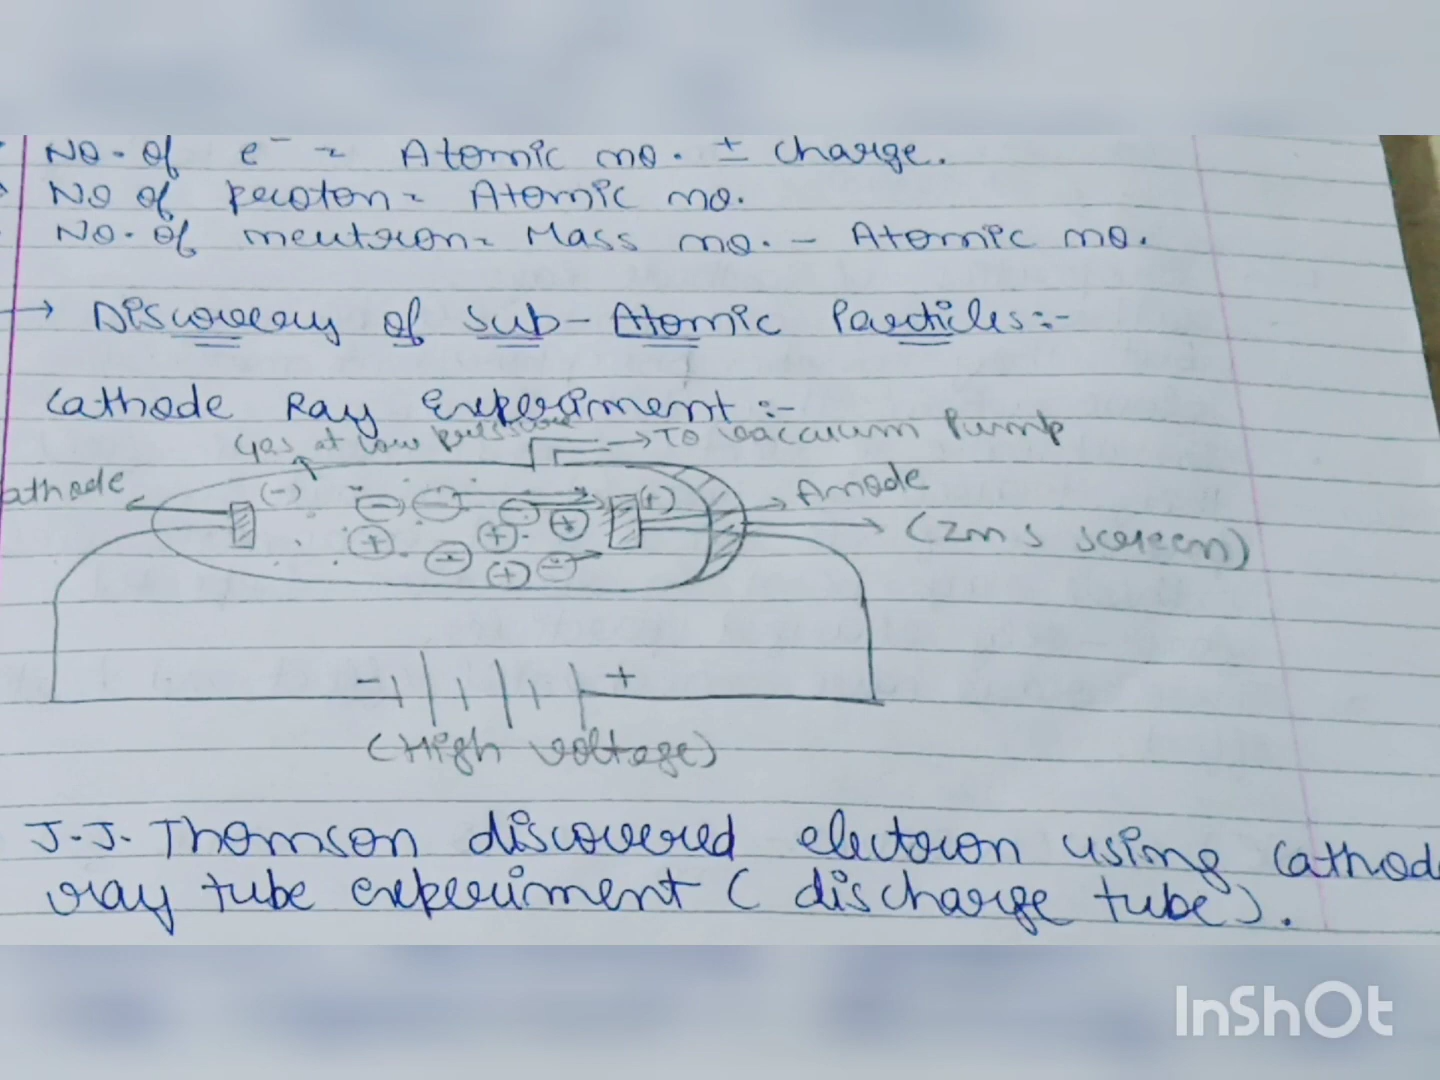 No. of e⁻ = Atomic no. ± charge.
No of proton = Atomic no.
No. of neutron = Mass no. - Atomic no.
→ Discovery of sub-Atomic Particles:-
Cathode Ray Experiment :-
Gas at low pressure → To vaccuum Pump
athode (-) (+) → Anode
(ZnS screen)
- +
(High voltage)
J.J. Thomson discovered electron using Cathod
ray tube experiment (discharge tube).
InShOt